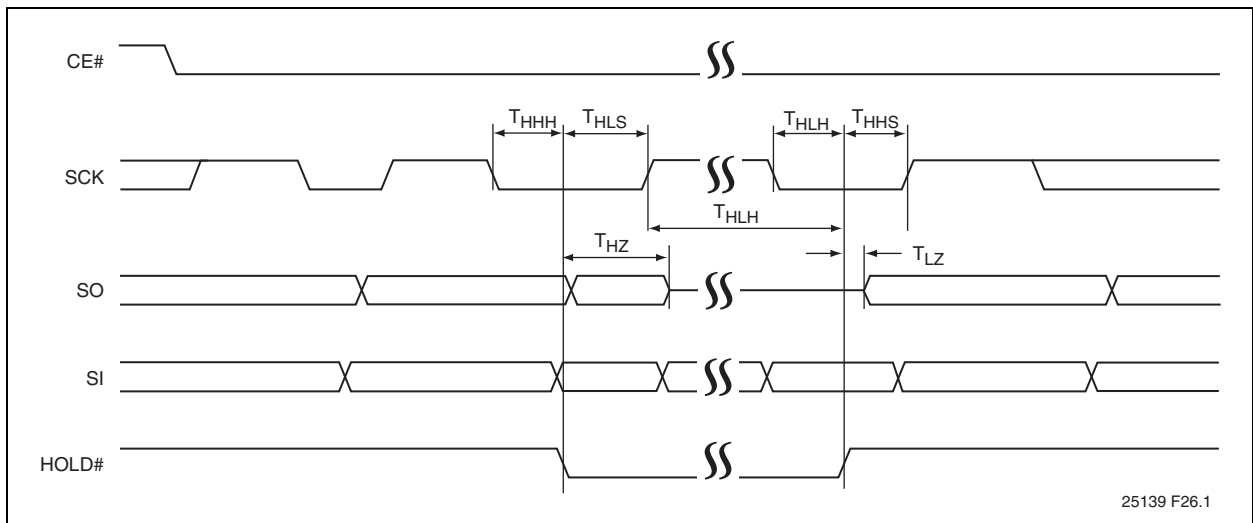 CE#
THHH THLS THLH THHS
SCK
THLH
THZ TLZ
SO
SI
HOLD#
25139 F26.1